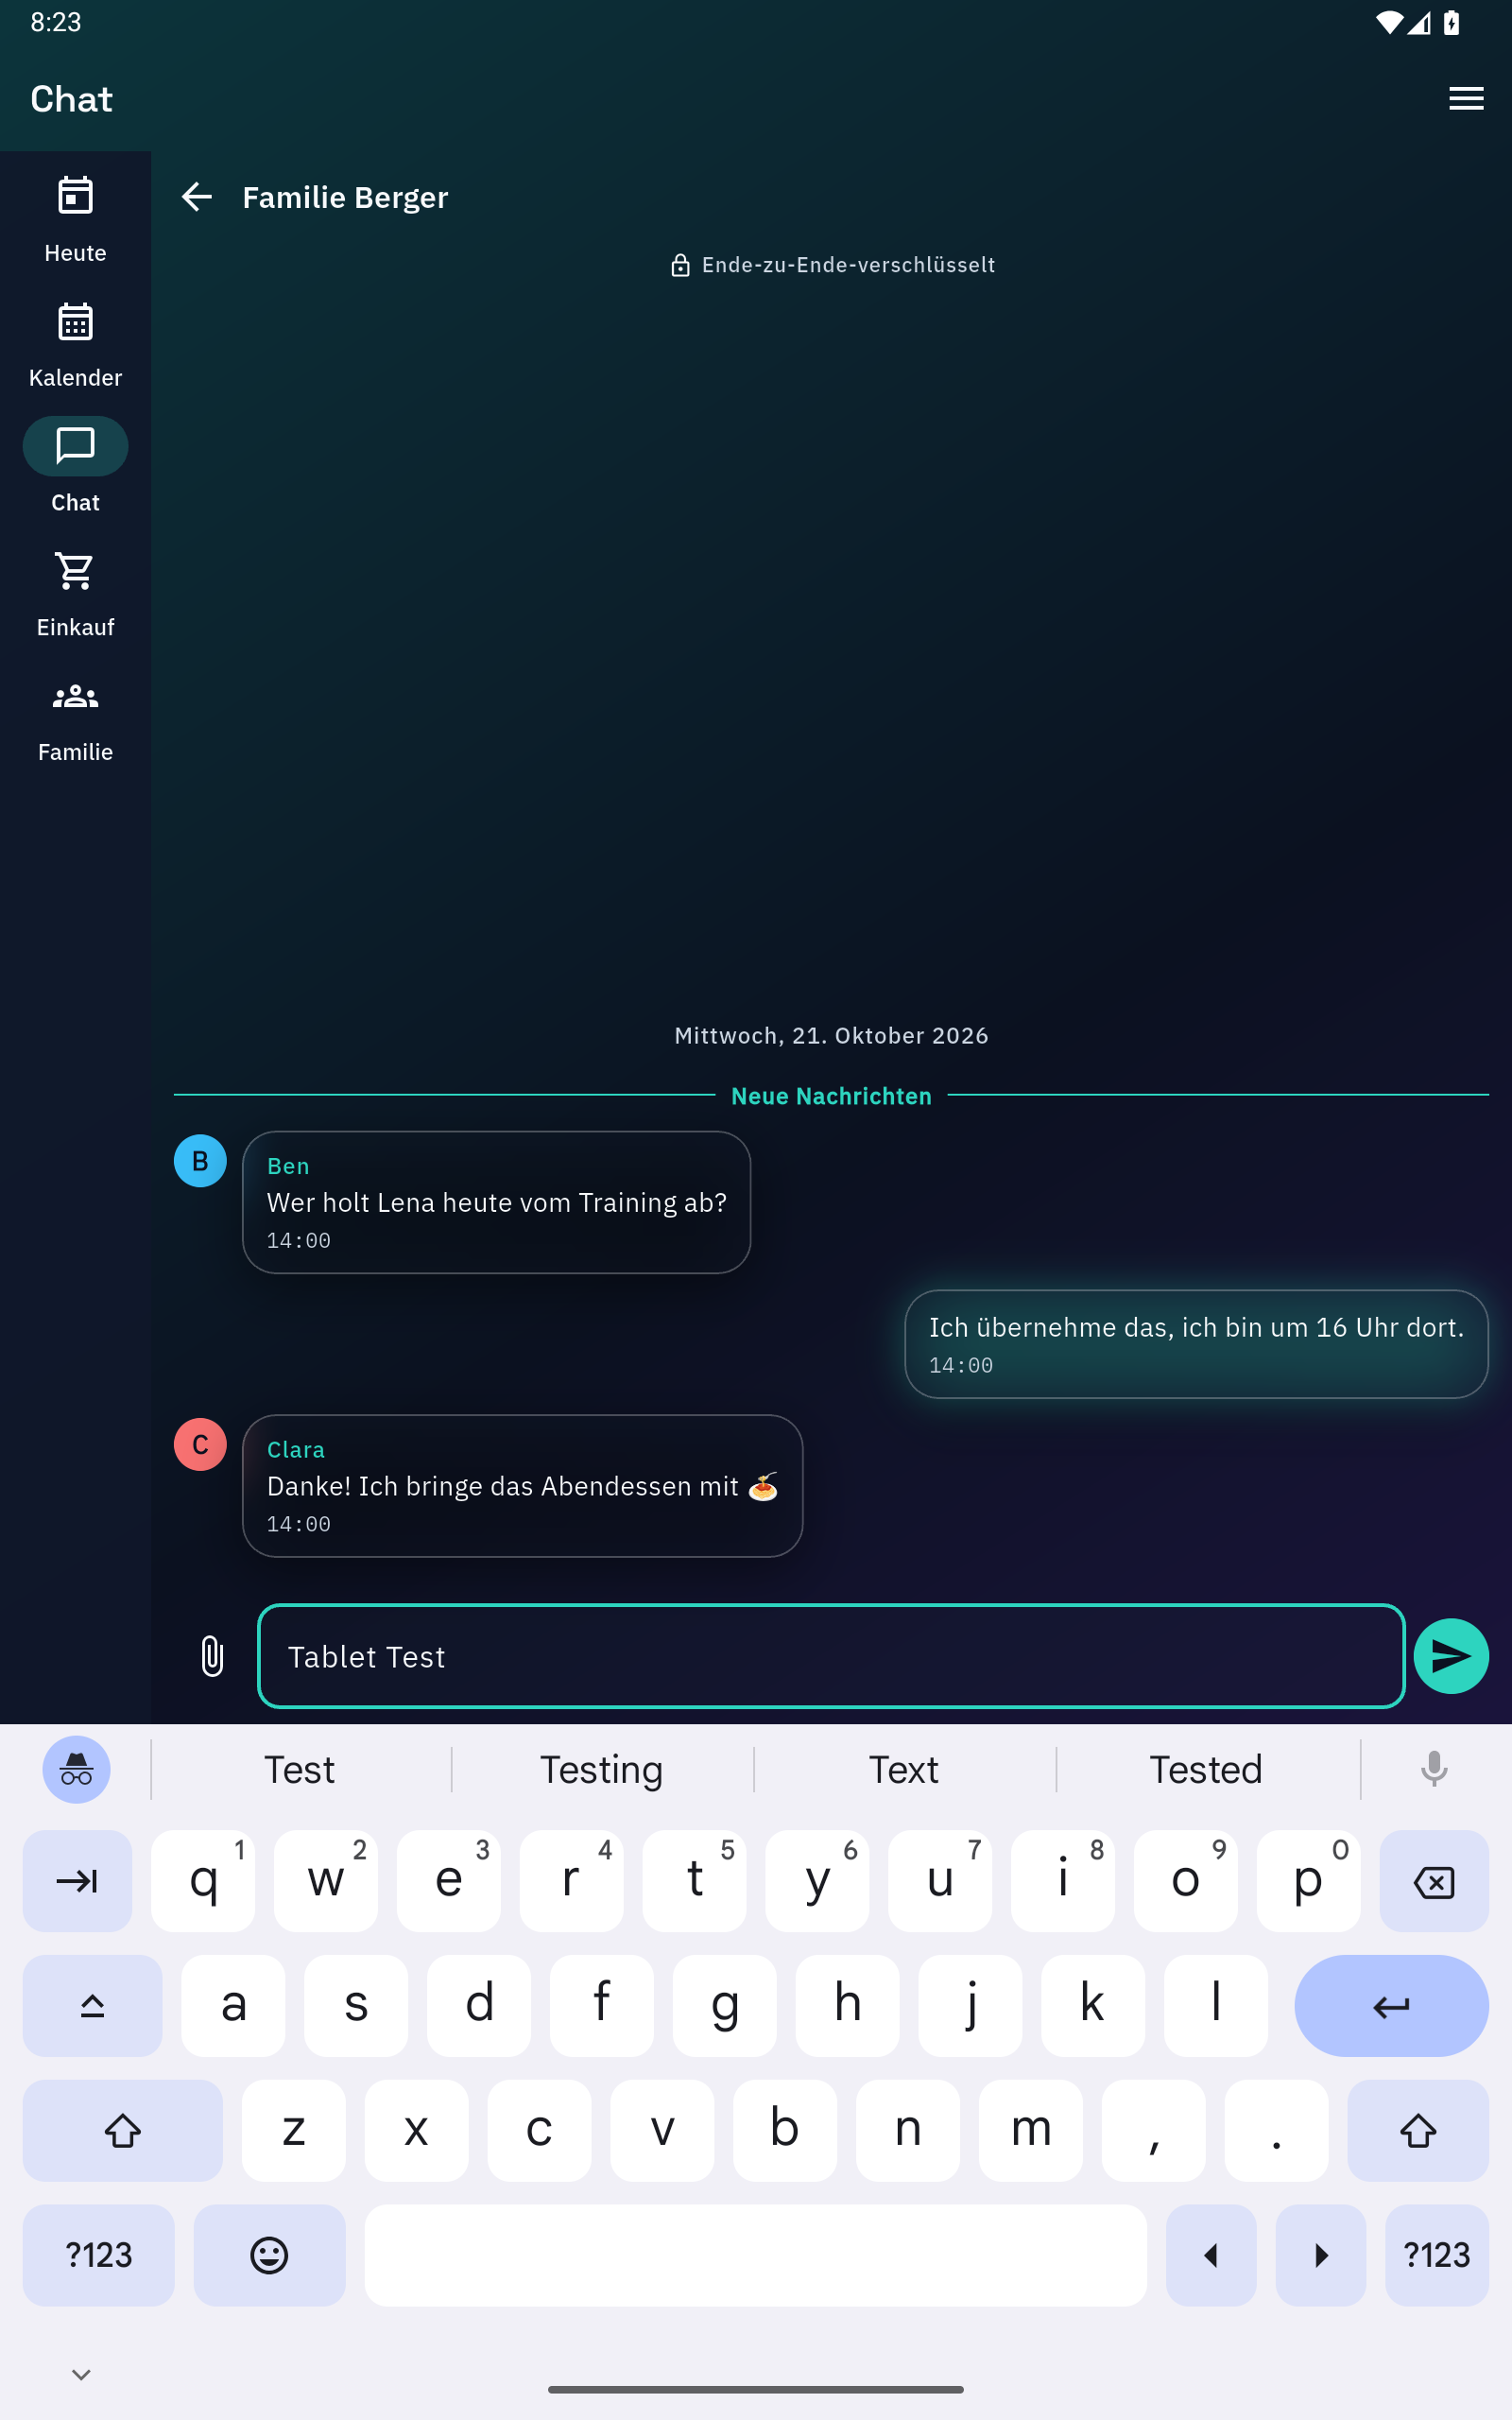 8:23
Chat
Familie Berger
Ende-zu-Ende-verschlüsselt
Heute
Kalender
Chat
Einkauf
Familie
Mittwoch, 21. Oktober 2026
Neue Nachrichten
B
Ben
Wer holt Lena heute vom Training ab?
14:00
Ich übernehme das, ich bin um 16 Uhr dort.
14:00
C
Clara
Danke! Ich bringe das Abendessen mit 🍝
14:00
Tablet Test
Test Testing Text Tested
q 1 w 2 e 3 r 4 t 5 y 6 u 7 i 8 o 9 p 0
a s d f g h j k l
z x c v b n m , .
?123 ?123